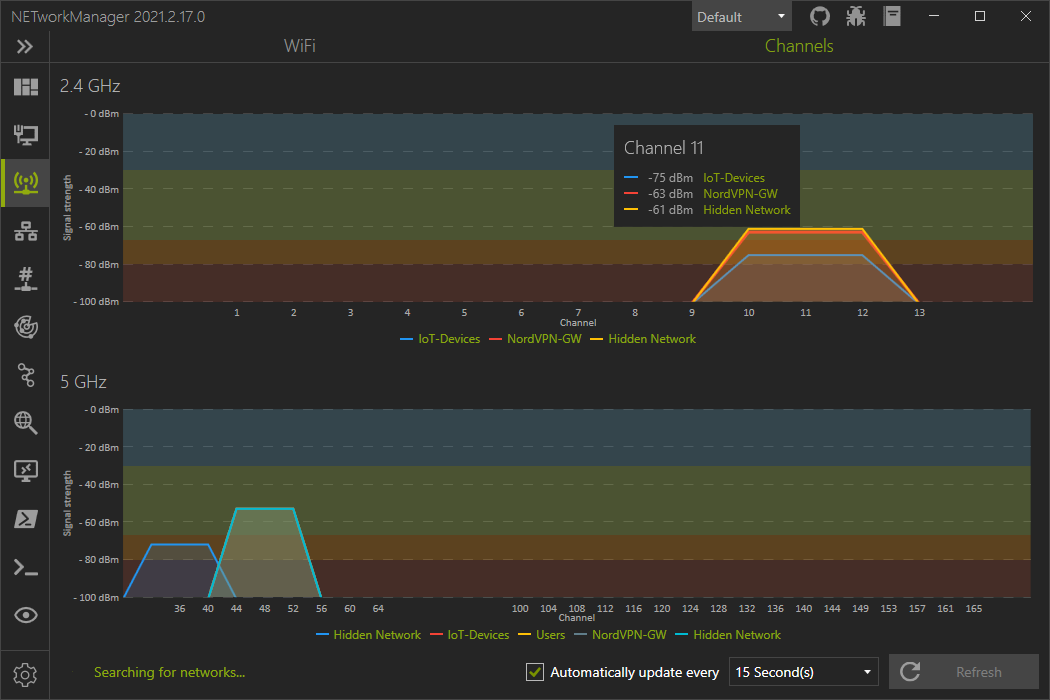 NETworkManager 2021.2.17.0
Default
WiFi
Channels
2.4 GHz
- 0 dBm
- 20 dBm
- 40 dBm
- 60 dBm
- 80 dBm
- 100 dBm
Signal strength
Channel 11
-75 dBm IoT-Devices
-63 dBm NordVPN-GW
-61 dBm Hidden Network
1 2 3 4 5 6 7 8 9 10 11 12 13
Channel
IoT-Devices NordVPN-GW Hidden Network
5 GHz
- 0 dBm
- 20 dBm
- 40 dBm
- 60 dBm
- 80 dBm
- 100 dBm
Signal strength
36 40 44 48 52 56 60 64 100 104 108 112 116 120 124 128 132 136 140 144 149 153 157 161 165
Channel
Hidden Network IoT-Devices Users NordVPN-GW Hidden Network
Searching for networks...
Automatically update every
15 Second(s)
Refresh